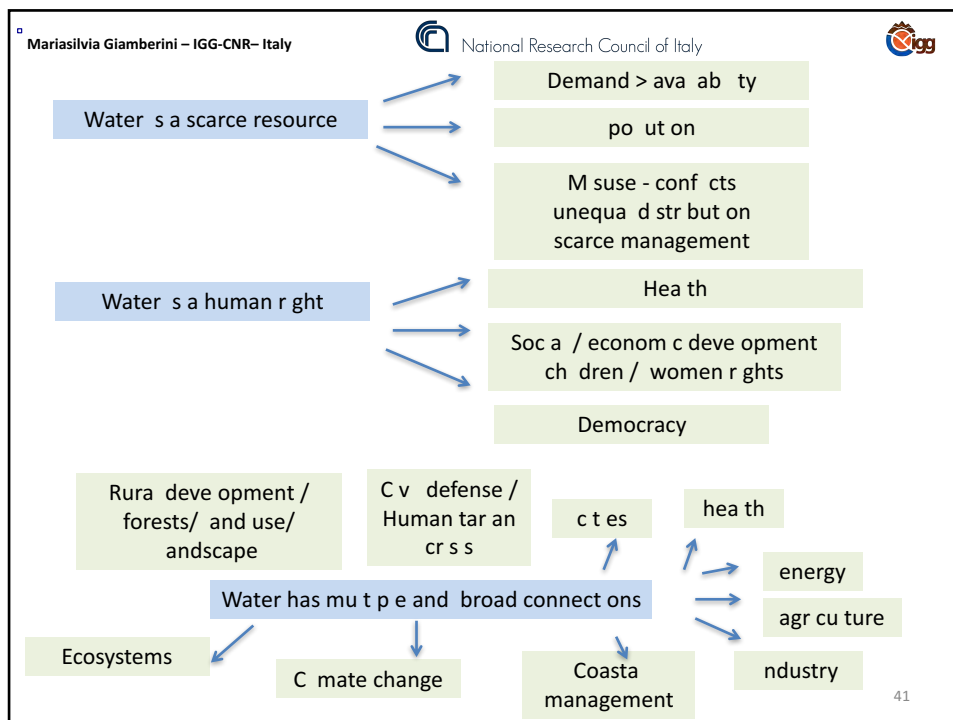 Mariasilvia Giamberini – IGG-CNR– Italy
National Research Council of Italy
igg
Demand > ava ab ty
Water s a scarce resource
po ut on
M suse - conf cts
unequa d str but on
scarce management
Water s a human r ght
Hea th
Soc a / econom c deve opment
ch dren / women r ghts
Democracy
Rura deve opment /
forests/ and use/
andscape
C v defense /
Human tar an
cr s s
c t es
hea th
energy
Water has mu t p e and broad connect ons
agr cu ture
Ecosystems
C mate change
Coasta
management
ndustry
41